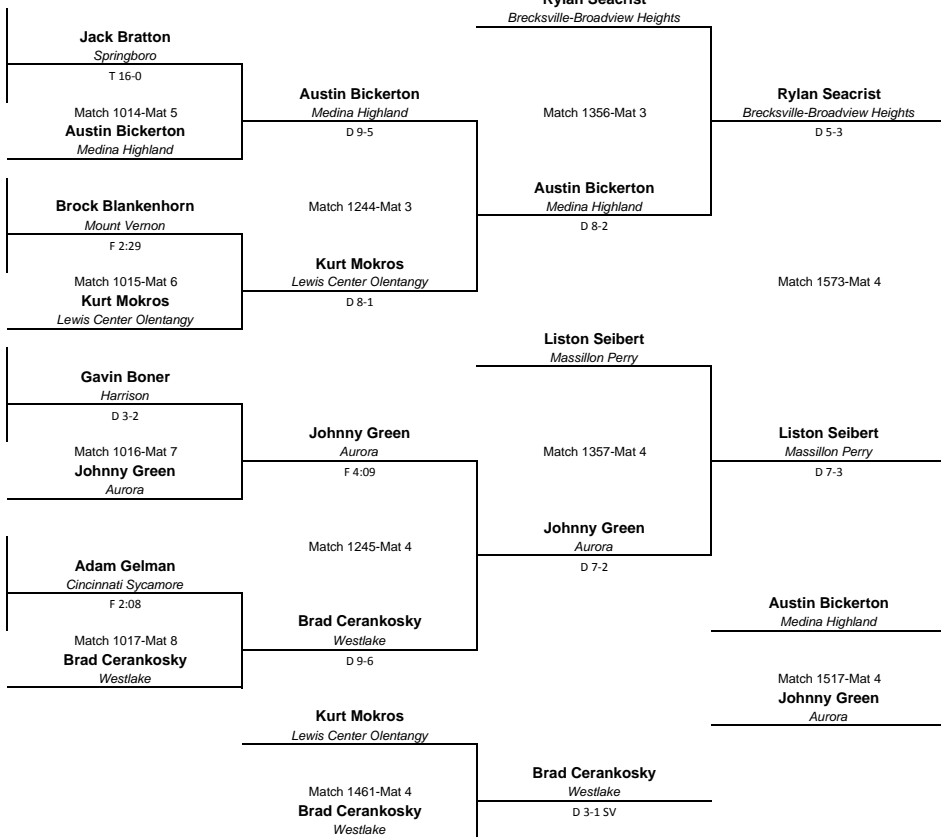 Rylan Seacrist
Brecksville-Broadview Heights
Jack Bratton
Springboro
T 16-0
Match 1014-Mat 5
Austin Bickerton
Medina Highland
Brock Blankenhorn
Mount Vernon
F 2:29
Match 1015-Mat 6
Kurt Mokros
Lewis Center Olentangy
Gavin Boner
Harrison
D 3-2
Match 1016-Mat 7
Johnny Green
Aurora
Adam Gelman
Cincinnati Sycamore
F 2:08
Match 1017-Mat 8
Brad Cerankosky
Westlake
Austin Bickerton
Medina Highland
D 9-5
Match 1244-Mat 3
Kurt Mokros
Lewis Center Olentangy
D 8-1
Johnny Green
Aurora
F 4:09
Match 1245-Mat 4
Brad Cerankosky
Westlake
D 9-6
Kurt Mokros
Lewis Center Olentangy
Match 1461-Mat 4
Brad Cerankosky
Westlake
Match 1356-Mat 3
Austin Bickerton
Medina Highland
D 8-2
Liston Seibert
Massillon Perry
Match 1357-Mat 4
Johnny Green
Aurora
D 7-2
Brad Cerankosky
Westlake
D 3-1 SV
Rylan Seacrist
Brecksville-Broadview Heights
D 5-3
Match 1573-Mat 4
Liston Seibert
Massillon Perry
D 7-3
Austin Bickerton
Medina Highland
Match 1517-Mat 4
Johnny Green
Aurora